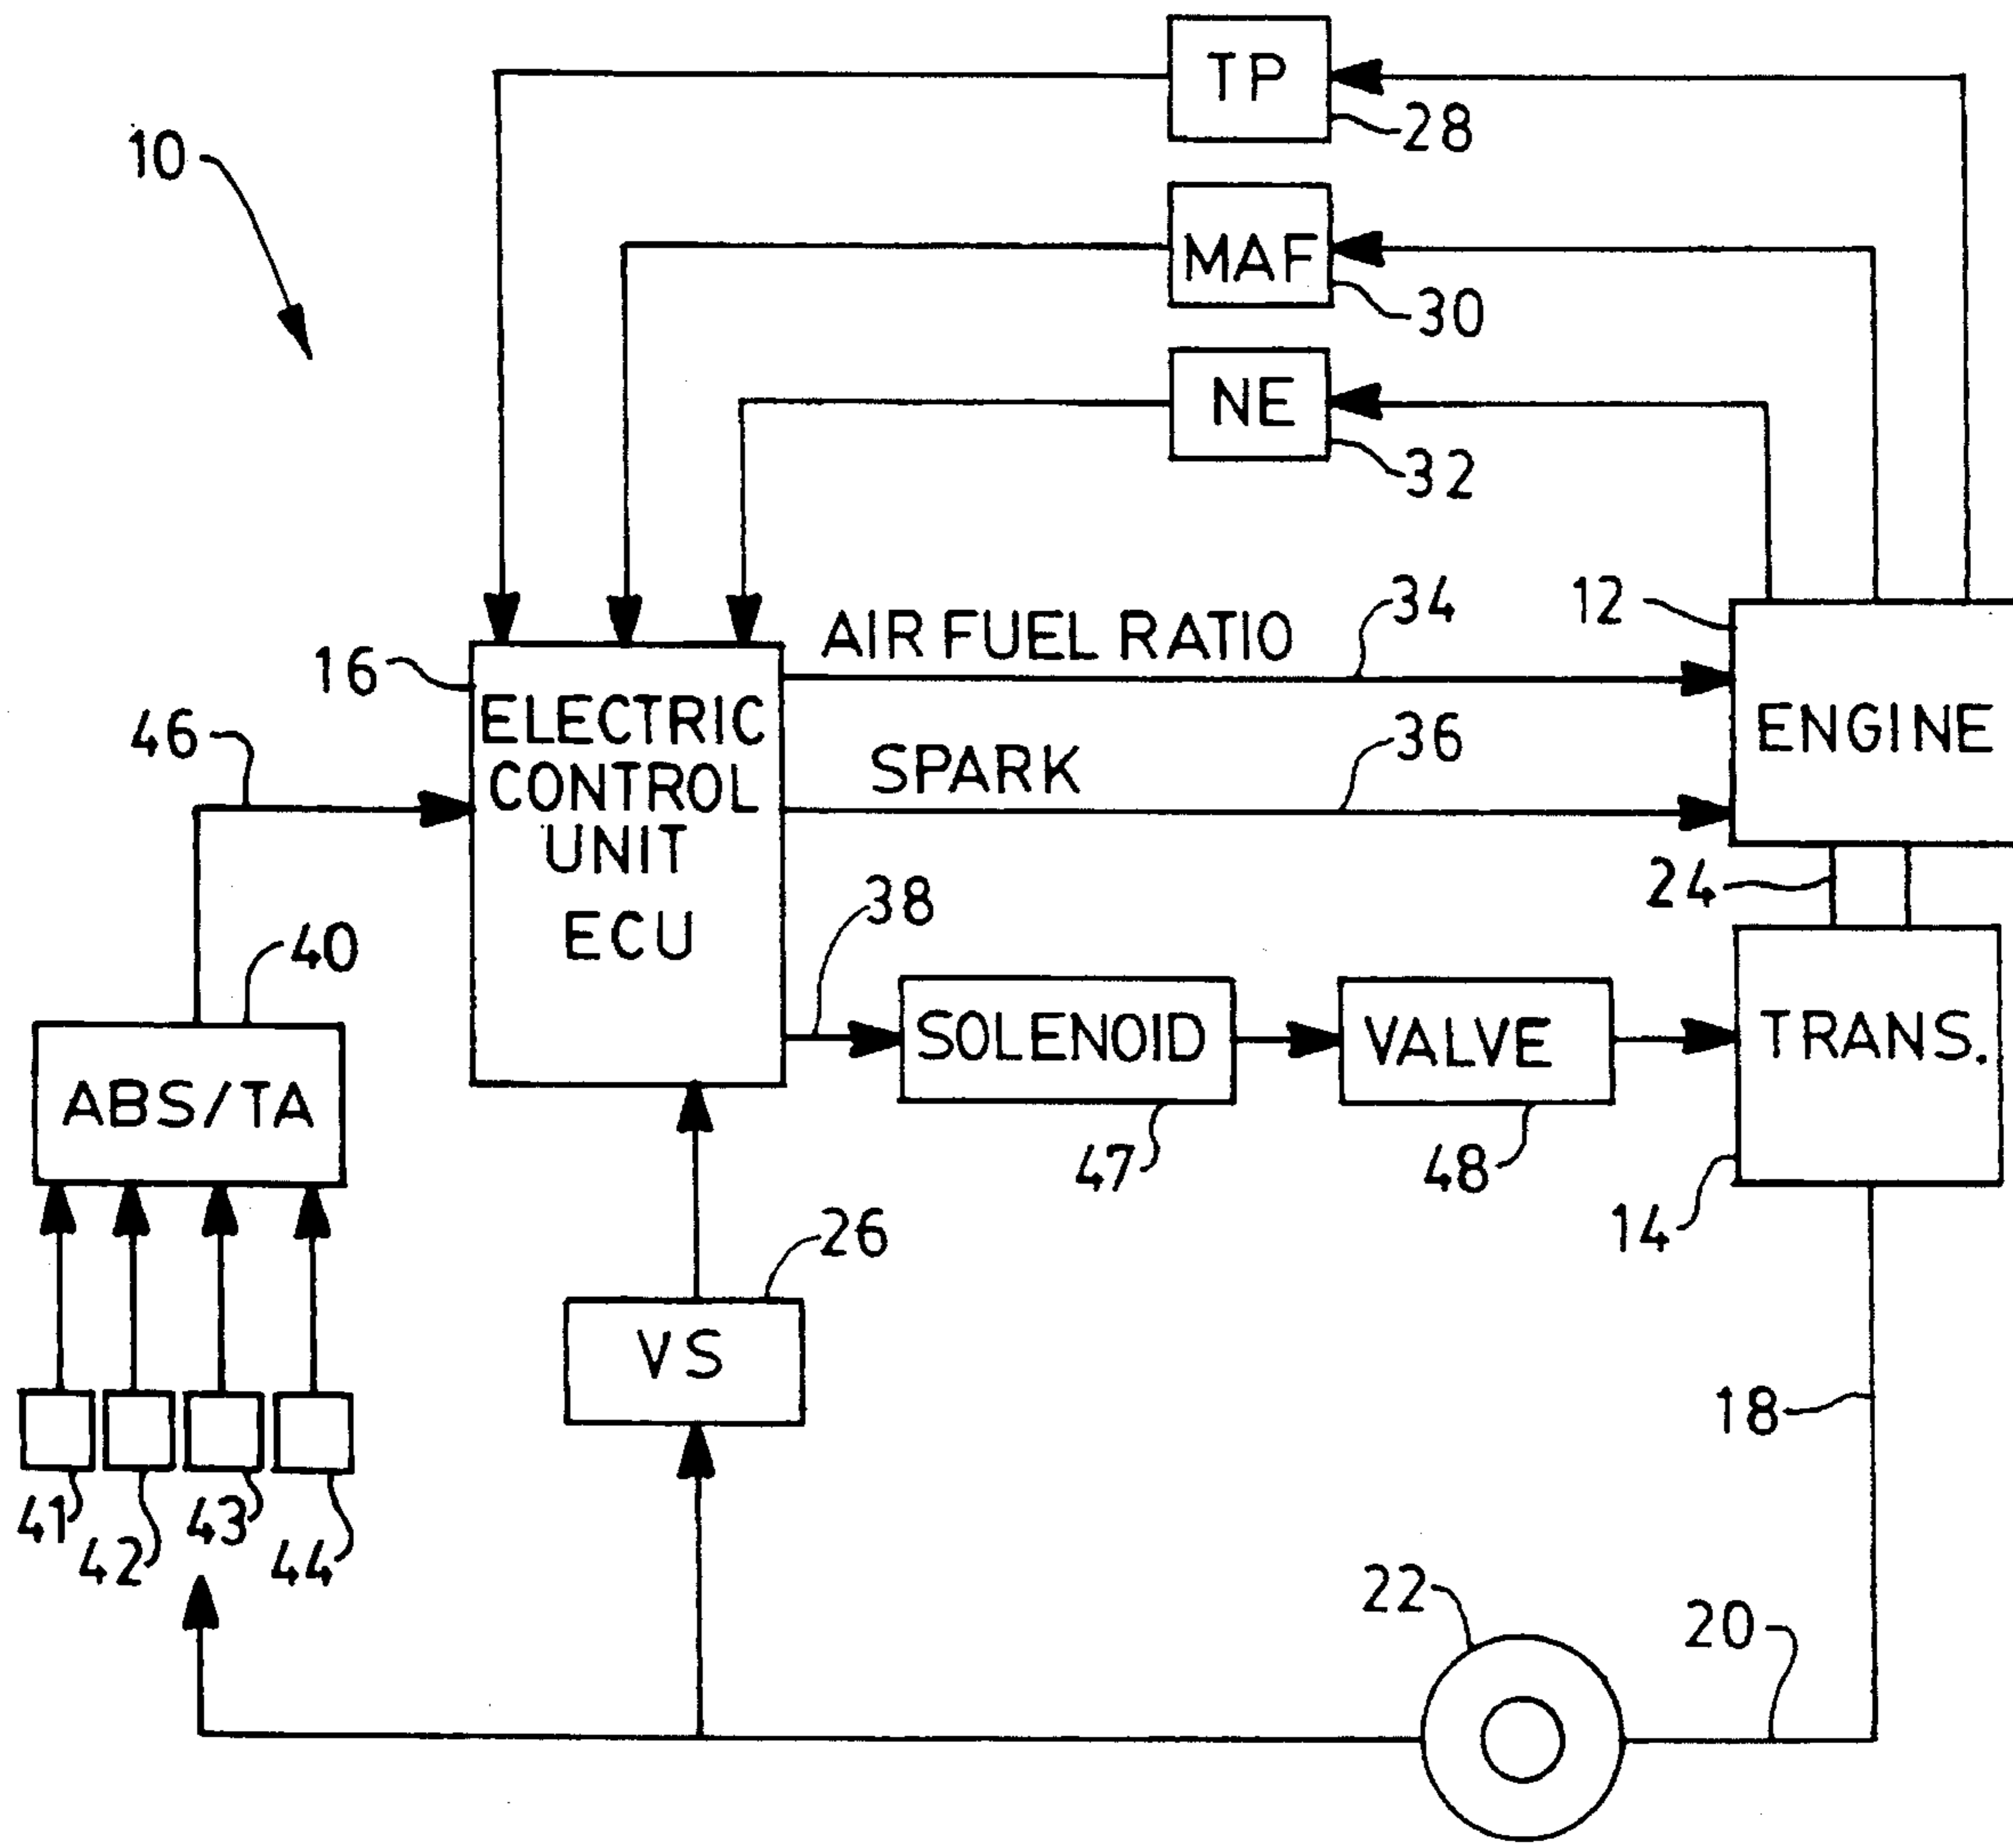 TP
28
10
MAF
30
NE
32
AIR FUEL RATIO
34
12
16
ELECTRIC
CONTROL
UNIT
ECU
46
SPARK
36
ENGINE
24
38
40
SOLENOID
VALVE
TRANS.
ABS/TA
47
48
14
26
VS
18
41
42
43
44
22
20